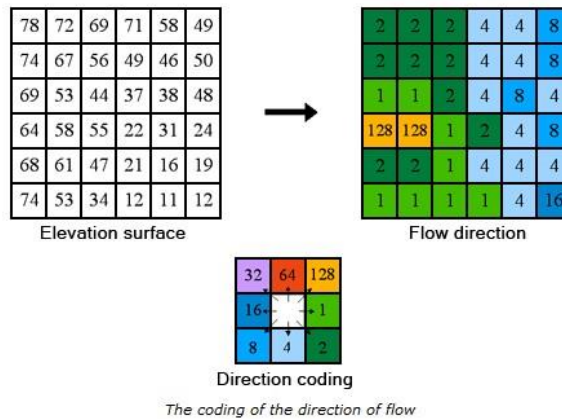 78 72 69 71 58 49
74 67 56 49 46 50
69 53 44 37 38 48
64 58 55 22 31 24
68 61 47 21 16 19
74 53 34 12 11 12
Elevation surface
2 2 2 4 4 8
2 2 2 4 4 8
1 1 2 4 8 4
128 128 1 2 4 8
2 2 1 4 4 4
1 1 1 1 4 16
Flow direction
32 64 128
16 1
8 4 2
Direction coding
The coding of the direction of flow